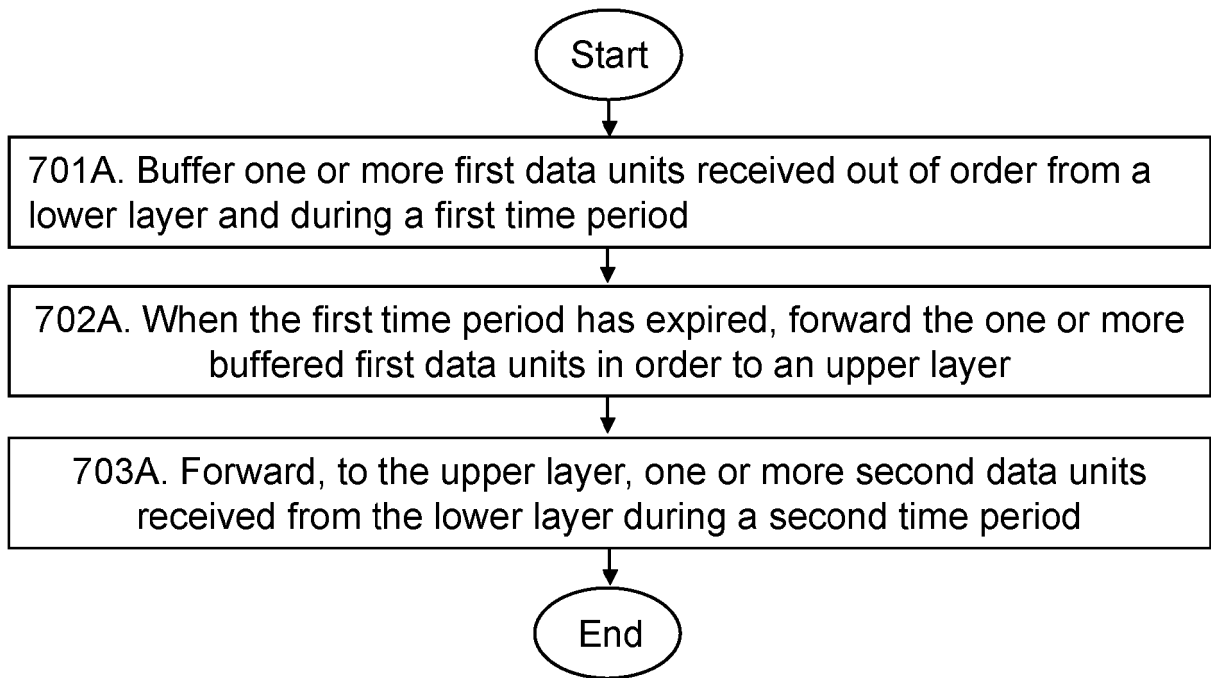 Start
701A. Buffer one or more first data units received out of order from a
lower layer and during a first time period
702A. When the first time period has expired, forward the one or more
buffered first data units in order to an upper layer
703A. Forward, to the upper layer, one or more second data units
received from the lower layer during a second time period
End